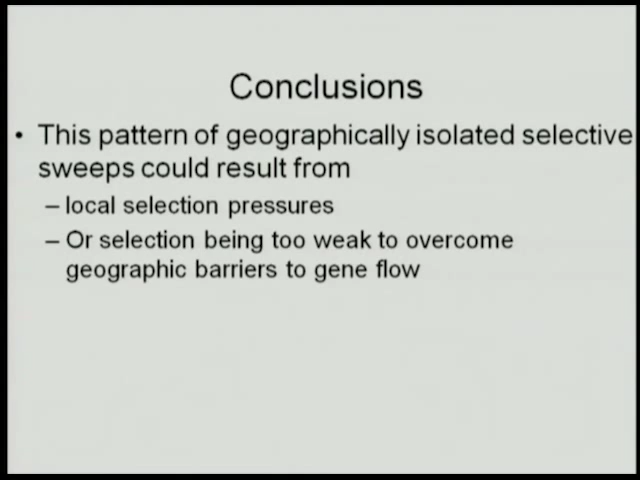 Conclusions
• This pattern of geographically isolated selective
sweeps could result from
– local selection pressures
– Or selection being too weak to overcome
geographic barriers to gene flow